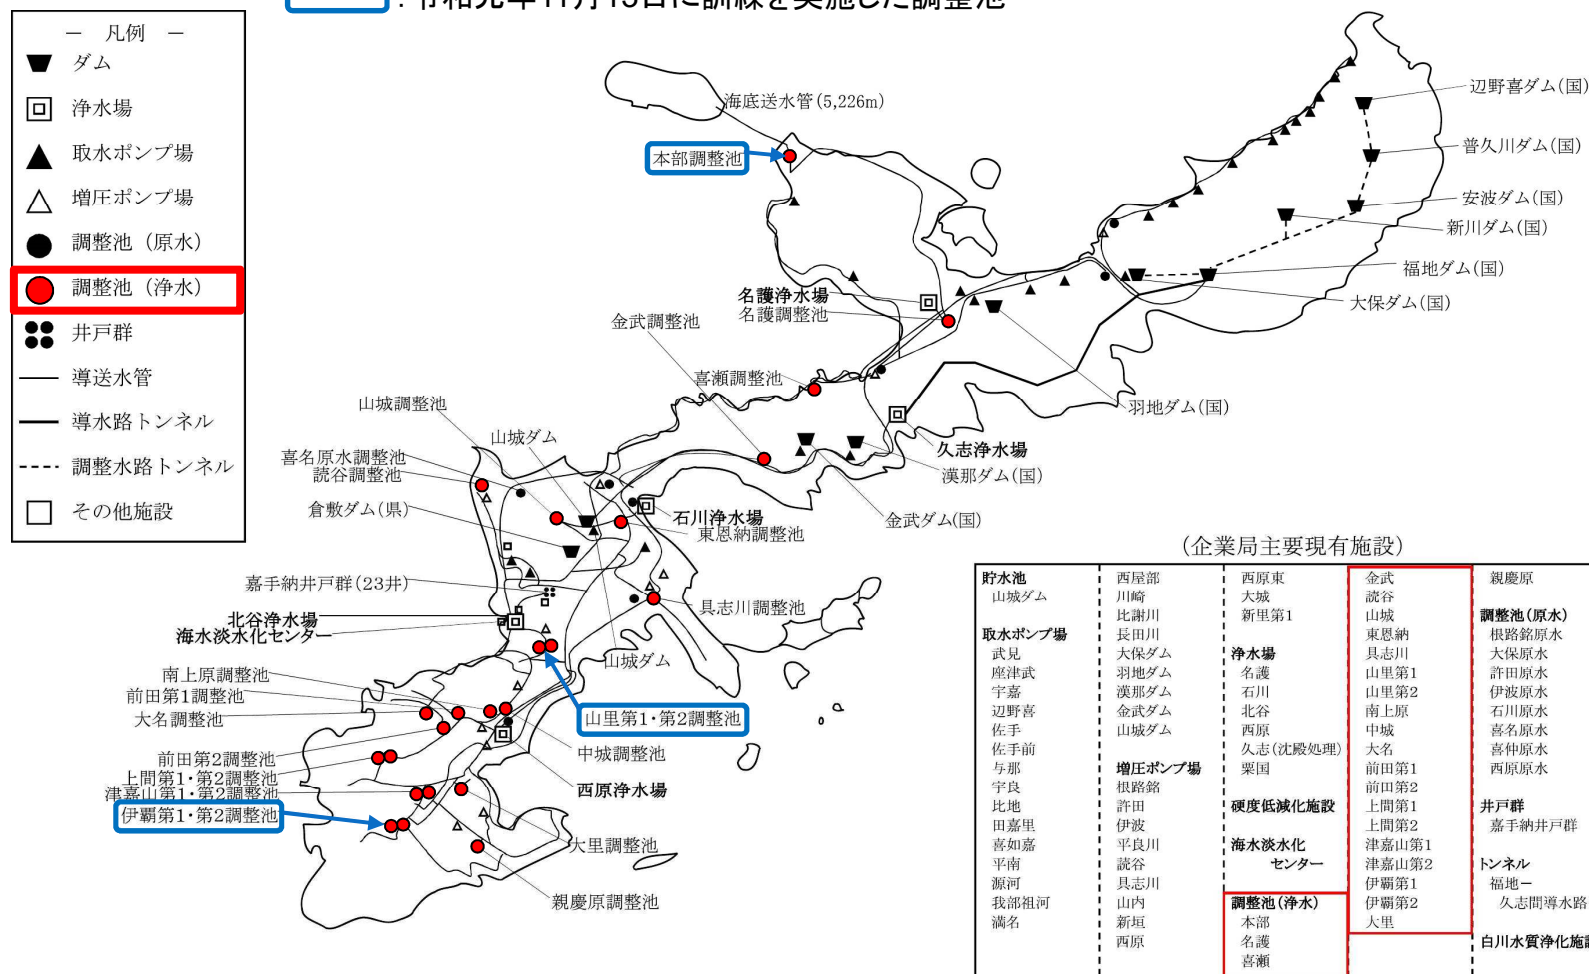 ：令和元年11月13日に訓練を実施した調整池
－ 凡例 －
ダム
浄水場
取水ポンプ場
増圧ポンプ場
調整池（原水）
調整池（浄水）
井戸群
導送水管
導水路トンネル
調整水路トンネル
その他施設
海底送水管(5,226m)
本部調整池
辺野喜ダム(国)
普久川ダム(国)
安波ダム(国)
新川ダム(国)
福地ダム(国)
大保ダム(国)
名護浄水場
名護調整池
金武調整池
喜瀬調整池
羽地ダム(国)
山城調整池
山城ダム
久志浄水場
漢那ダム(国)
喜名原水調整池
読谷調整池
倉敷ダム(県)
石川浄水場
金武ダム(国)
東恩納調整池
嘉手納井戸群(23井)
具志川調整池
北谷浄水場
海水淡水化センター
山城ダム
南上原調整池
前田第1調整池
大名調整池
山里第1・第2調整池
中城調整池
前田第2調整池
上間第1・第2調整池
津嘉山第1・第2調整池
西原浄水場
伊覇第1・第2調整池
大里調整池
親慶原調整池
(企業局主要現有施設)
貯水池
山城ダム
取水ポンプ場
武見
座津武
宇嘉
辺野喜
佐手
佐手前
与那
宇良
比地
田嘉里
喜如嘉
平南
源河
我部祖河
満名
西屋部
川崎
比謝川
長田川
大保ダム
羽地ダム
漢那ダム
金武ダム
山城ダム
増圧ポンプ場
根路銘
許田
伊波
平良川
読谷
具志川
山内
新垣
西原
西原東
大城
新里第1
浄水場
名護
石川
北谷
西原
久志(沈殿処理)
粟国
硬度低減化施設
海水淡水化
センター
調整池(浄水)
本部
名護
喜瀬
金武
読谷
山城
東恩納
具志川
山里第1
山里第2
南上原
中城
大名
前田第1
前田第2
上間第1
上間第2
津嘉山第1
津嘉山第2
伊覇第1
伊覇第2
大里
親慶原
調整池(原水)
根路銘原水
大保原水
許田原水
伊波原水
石川原水
喜名原水
喜仲原水
西原原水
井戸群
嘉手納井戸群
トンネル
福地－
久志間導水路
白川水質浄化施設